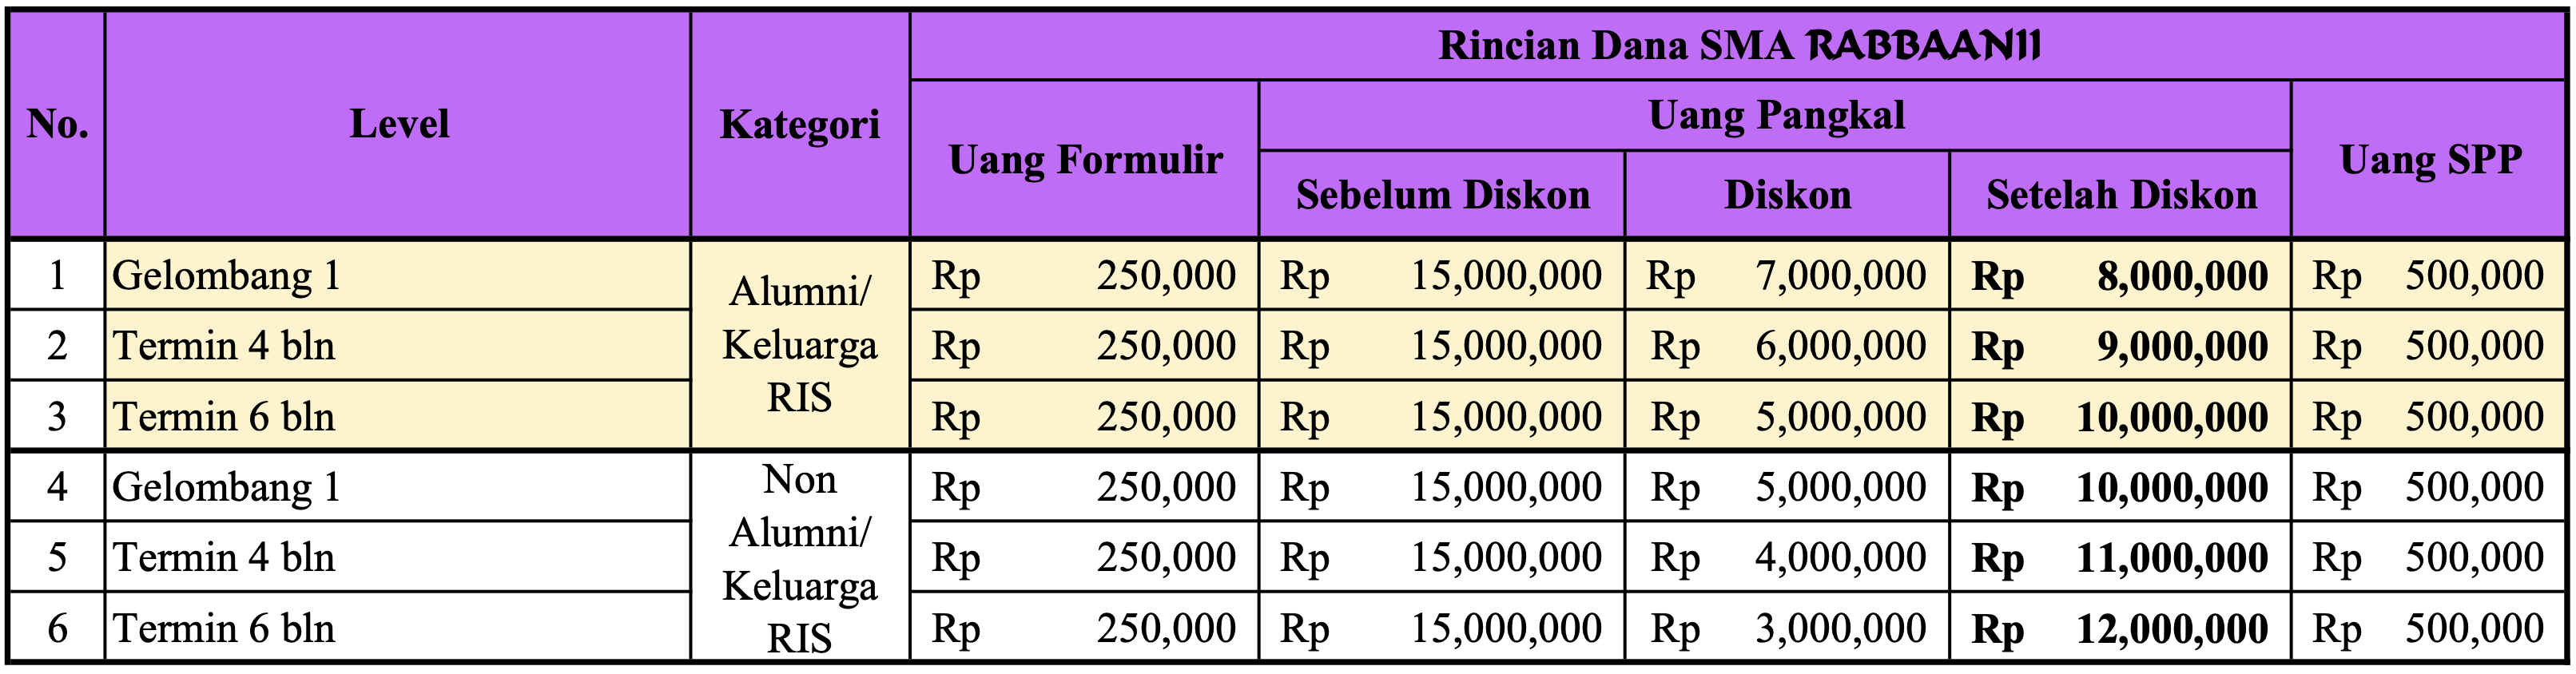 Rincian Dana SMA RABBAANII
No. Level Kategori Uang Formulir Uang Pangkal Uang SPP
Sebelum Diskon Diskon Setelah Diskon
1 Gelombang 1 Rp 250,000 Rp 15,000,000 Rp 7,000,000 Rp 8,000,000 Rp 500,000
Alumni/
2 Termin 4 bln Rp 250,000 Rp 15,000,000 Rp 6,000,000 Rp 9,000,000 Rp 500,000
Keluarga
RIS
3 Termin 6 bln Rp 250,000 Rp 15,000,000 Rp 5,000,000 Rp 10,000,000 Rp 500,000
4 Gelombang 1 Rp 250,000 Rp 15,000,000 Rp 5,000,000 Rp 10,000,000 Rp 500,000
Non
Alumni/
5 Termin 4 bln Rp 250,000 Rp 15,000,000 Rp 4,000,000 Rp 11,000,000 Rp 500,000
Keluarga
RIS
6 Termin 6 bln Rp 250,000 Rp 15,000,000 Rp 3,000,000 Rp 12,000,000 Rp 500,000